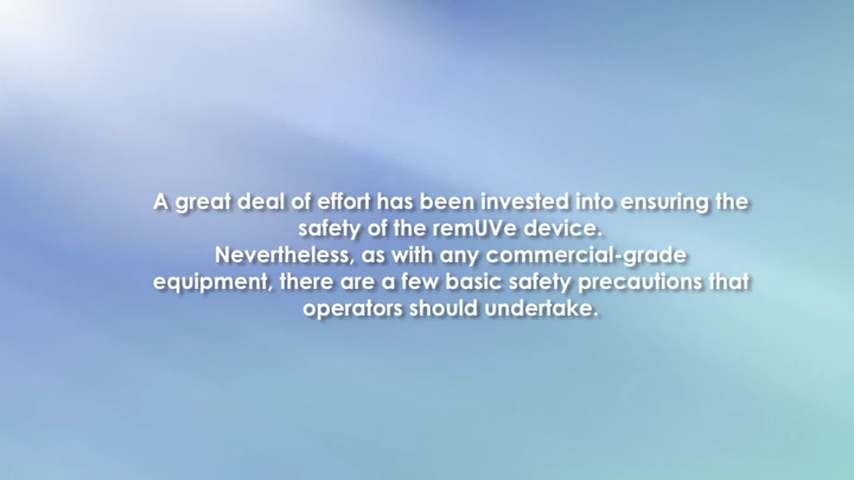 A great deal of effort has been invested into ensuring the
safety of the remUVe device.
Nevertheless, as with any commercial-grade
equipment, there are a few basic safety precautions that
operators should undertake.